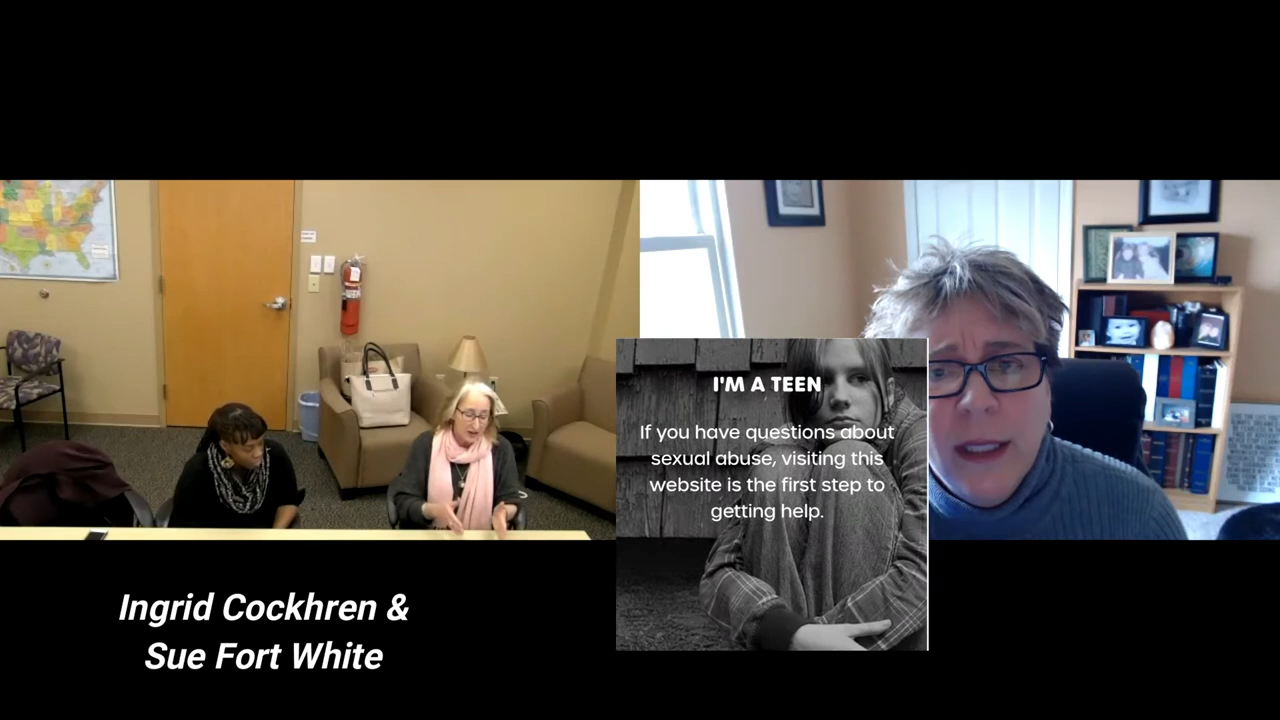 I'M A TEEN
If you have questions about
sexual abuse, visiting this
website is the first step to
getting help.
Ingrid Cockhren &
Sue Fort White